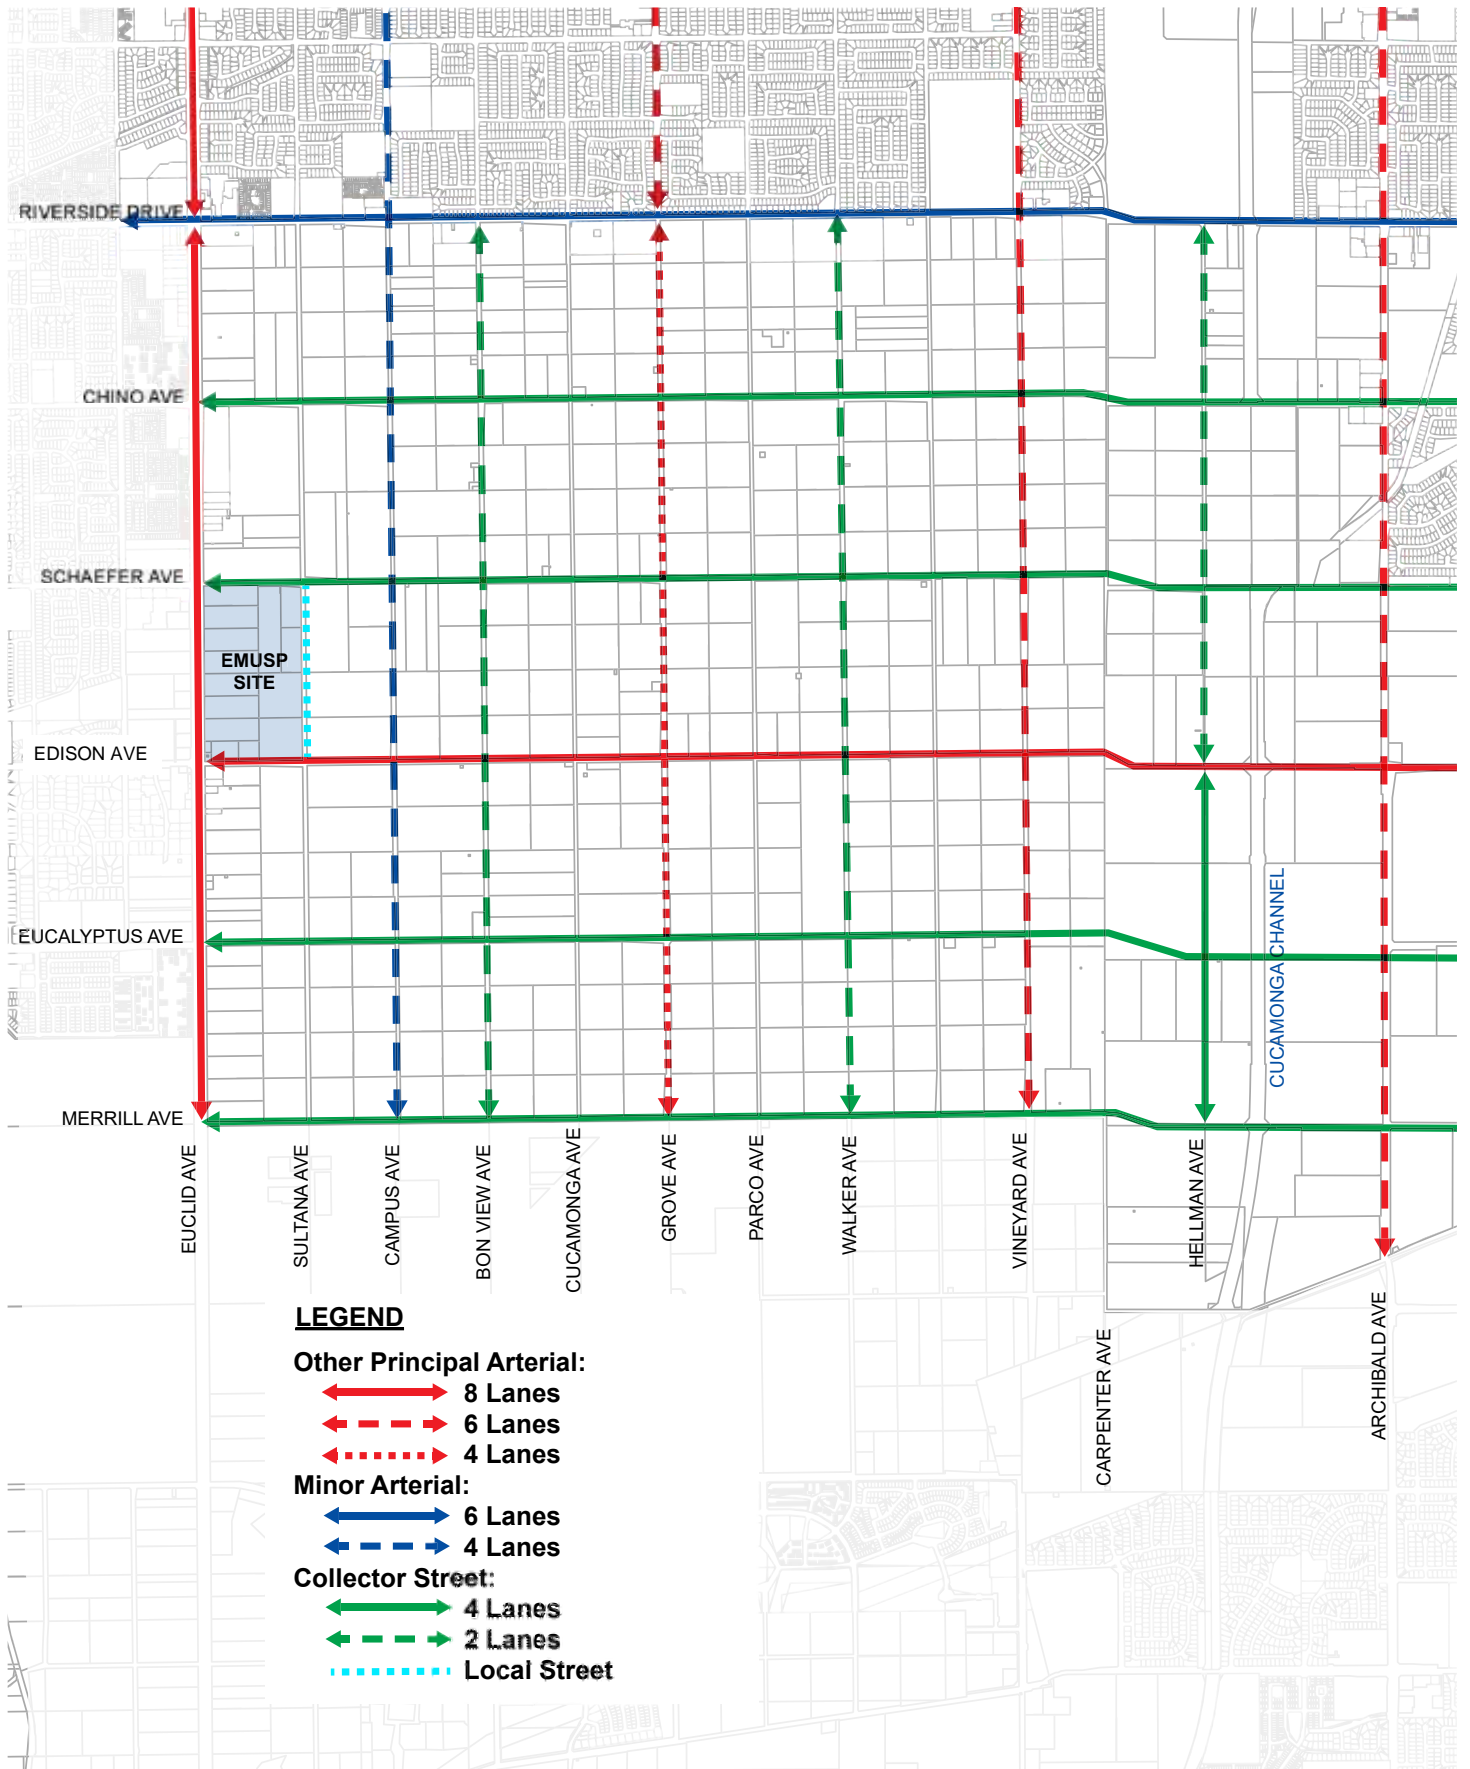 RIVERSIDE DRIVE
CHINO AVE
SCHAEFER AVE
EMUSP
SITE
EDISON AVE
EUCALYPTUS AVE
CUCAMONGA CHANNEL
MERRILL AVE
EUCLID AVE
SULTANA AVE
CAMPUS AVE
BON VIEW AVE
CUCAMONGA AVE
GROVE AVE
PARCO AVE
WALKER AVE
VINEYARD AVE
HELLMAN AVE
CARPENTER AVE
ARCHIBALD AVE
LEGEND
Other Principal Arterial:
8 Lanes
6 Lanes
4 Lanes
Minor Arterial:
6 Lanes
4 Lanes
Collector Street:
4 Lanes
2 Lanes
Local Street